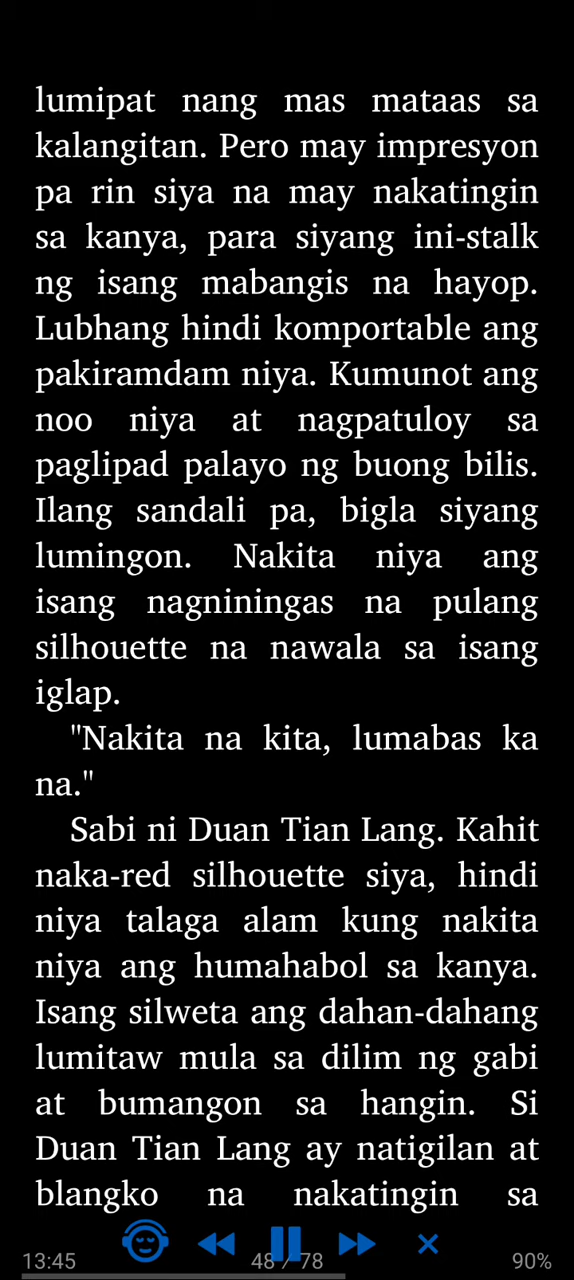 lumipat nang mas mataas sa
kalangitan. Pero may impresyon
pa rin siya na may nakatingin
sa kanya, para siyang ini-stalk
ng isang mabangis na hayop.
Lubhang hindi komportable ang
pakiramdam niya. Kumunot ang
noo niya at nagpatuloy sa
paglipad palayo ng buong bilis.
Ilang sandali pa, bigla siyang
lumingon. Nakita niya ang
isang nagniningas na pulang
silhouette na nawala sa isang
iglap.
"Nakita na kita, lumabas ka
na."
Sabi ni Duan Tian Lang. Kahit
naka-red silhouette siya, hindi
niya talaga alam kung nakita
niya ang humahabol sa kanya.
Isang silweta ang dahan-dahang
lumitaw mula sa dilim ng gabi
at bumangon sa hangin. Si
Duan Tian Lang ay natigilan at
blangko na nakatingin sa
13:45 48 / 78 90%